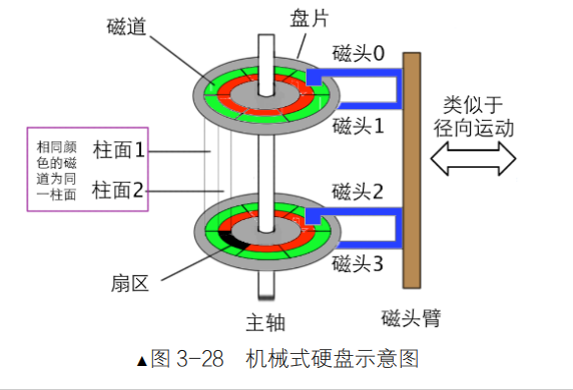 磁道
盘片
磁头0
磁头1
类似于
径向运动
相同颜
色的磁
道为同
一柱面
柱面1
柱面2
磁头2
磁头3
扇区
主轴
磁头臂
▲图 3-28 机械式硬盘示意图